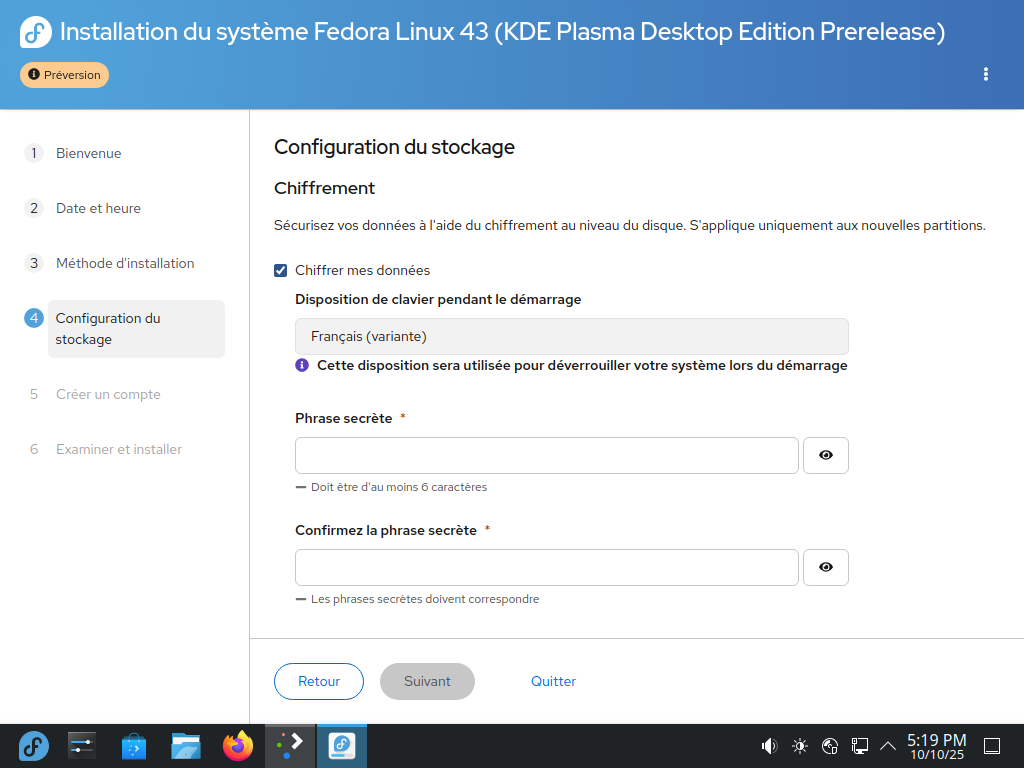 Installation du système Fedora Linux 43 (KDE Plasma Desktop Edition Prerelease)
Préversion
1 Bienvenue
2 Date et heure
3 Méthode d'installation
4 Configuration du
stockage
5 Créer un compte
6 Examiner et installer
Configuration du stockage
Chiffrement
Sécurisez vos données à l'aide du chiffrement au niveau du disque. S'applique uniquement aux nouvelles partitions.
Chiffrer mes données
Disposition de clavier pendant le démarrage
Français (variante)
Cette disposition sera utilisée pour déverrouiller votre système lors du démarrage
Phrase secrète *
Doit être d'au moins 6 caractères
Confirmez la phrase secrète *
Les phrases secrètes doivent correspondre
Retour
Suivant
Quitter
5:19 PM
10/10/25